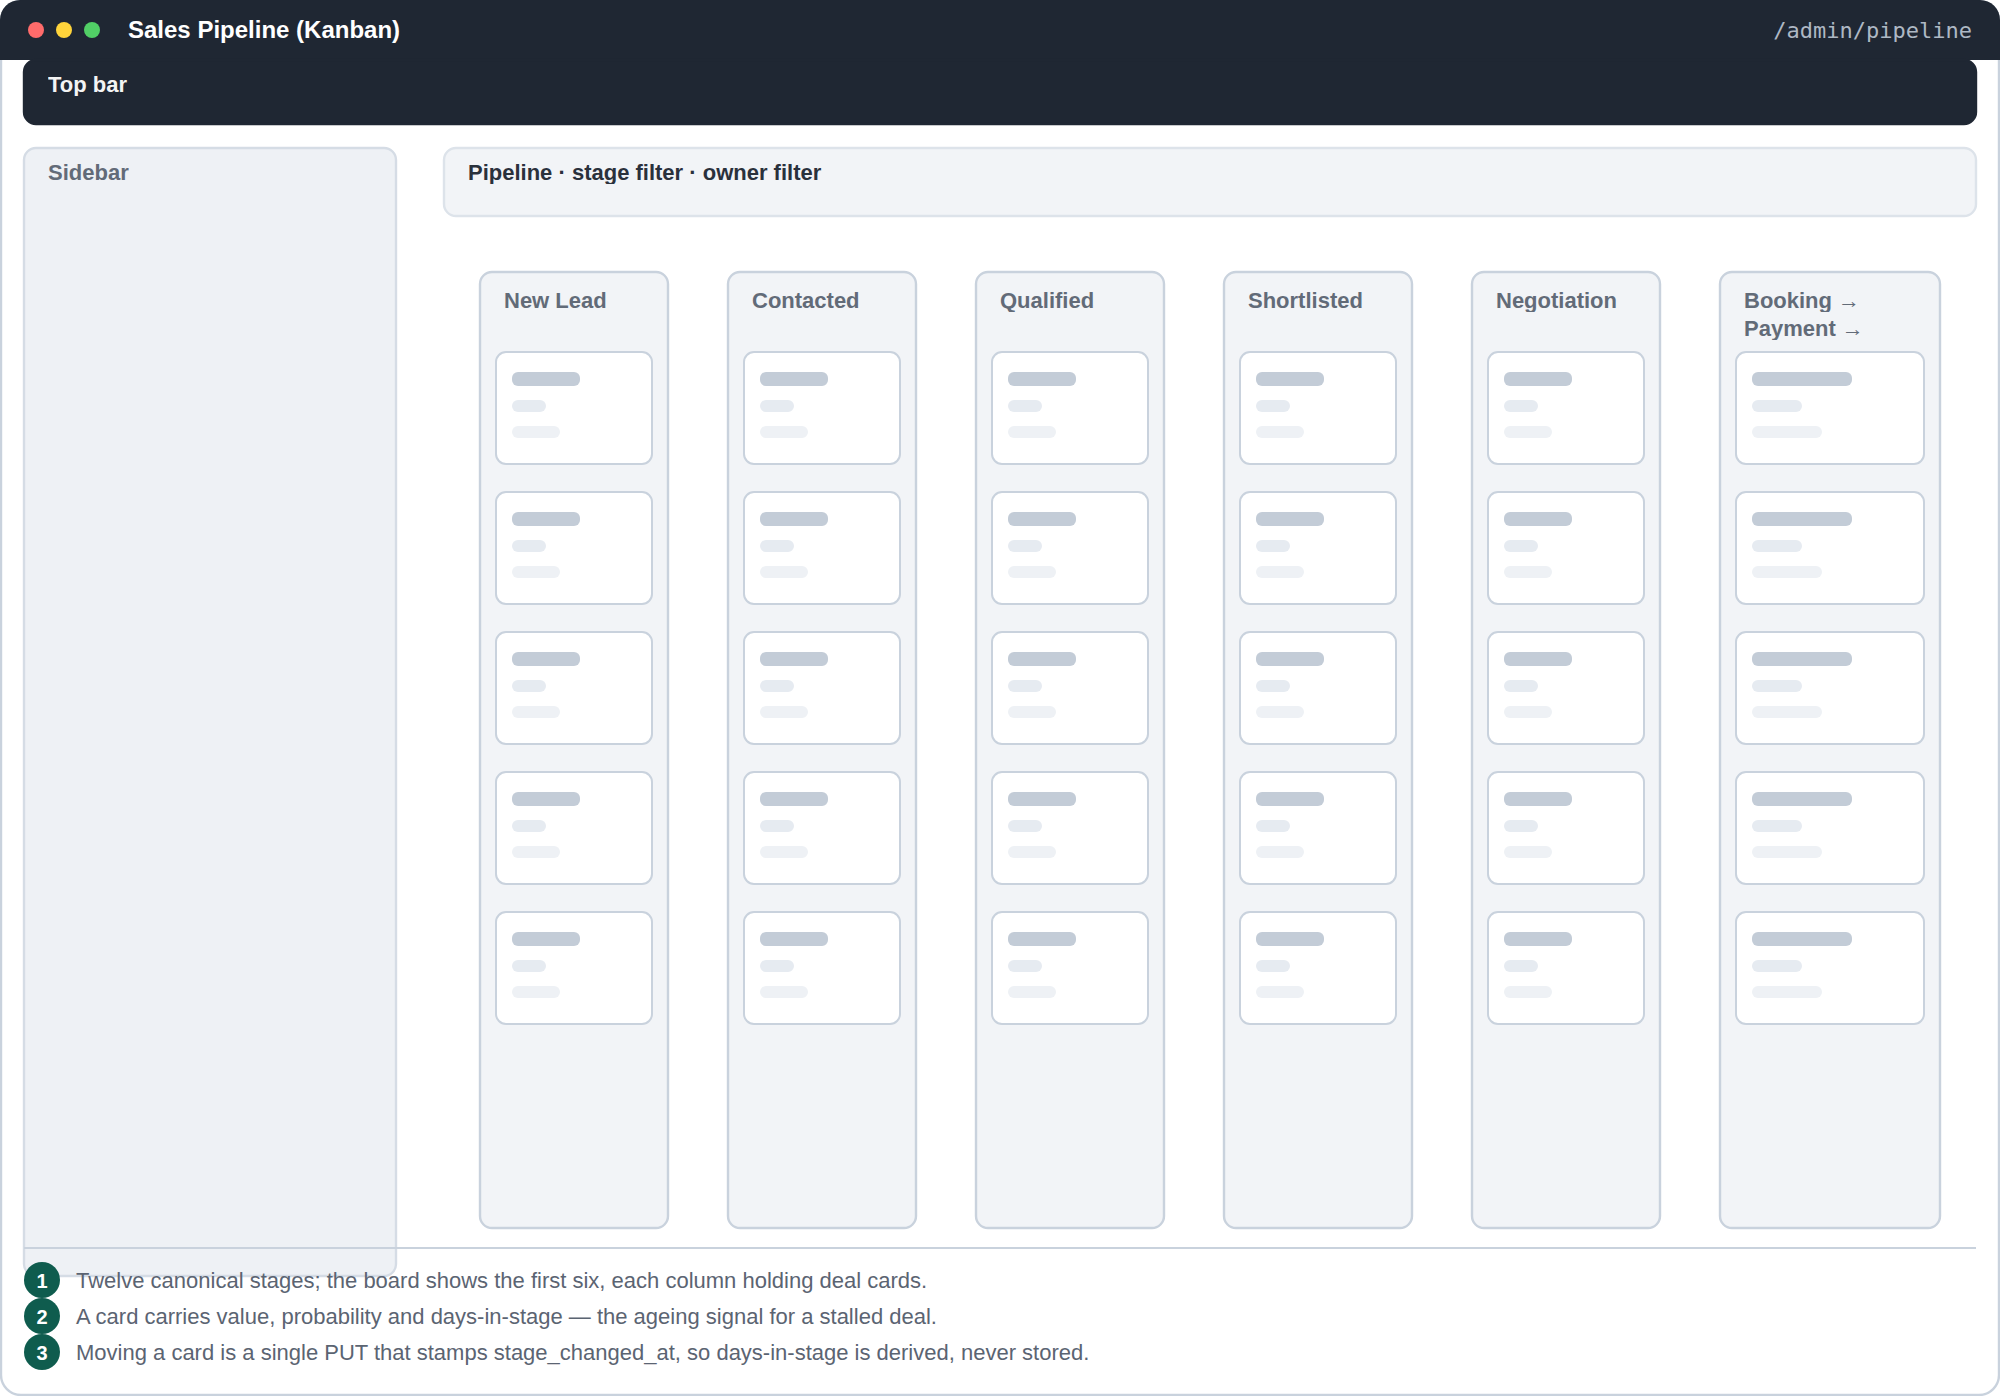 Sales Pipeline (Kanban)
/admin/pipeline
Top bar
Sidebar
Pipeline · stage filter · owner filter
New Lead
Contacted
Qualified
Shortlisted
Negotiation
Booking →
Payment →
1 Twelve canonical stages; the board shows the first six, each column holding deal cards.
2 A card carries value, probability and days-in-stage — the ageing signal for a stalled deal.
3 Moving a card is a single PUT that stamps stage_changed_at, so days-in-stage is derived, never stored.